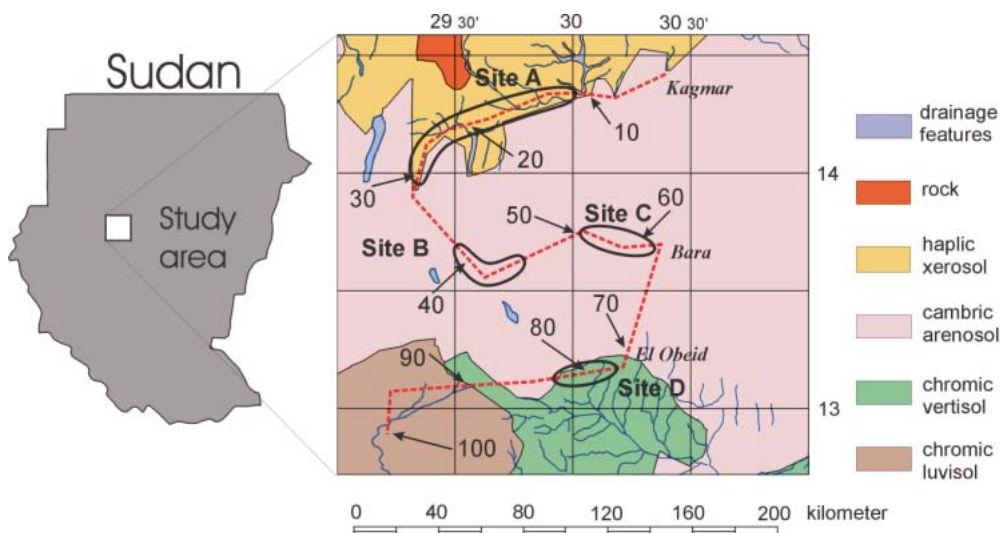 29 30' 30 30 30'
Sudan
Study
area
Site A
Kagmar
10
20
30
14
50
Site C
60
Site B
Bara
40
70
80
El Obeid
90
Site D
13
100
drainage
features
rock
haplic
xerosol
cambric
arenosol
chromic
vertisol
chromic
luvisol
0 40 80 120 160 200 kilometer